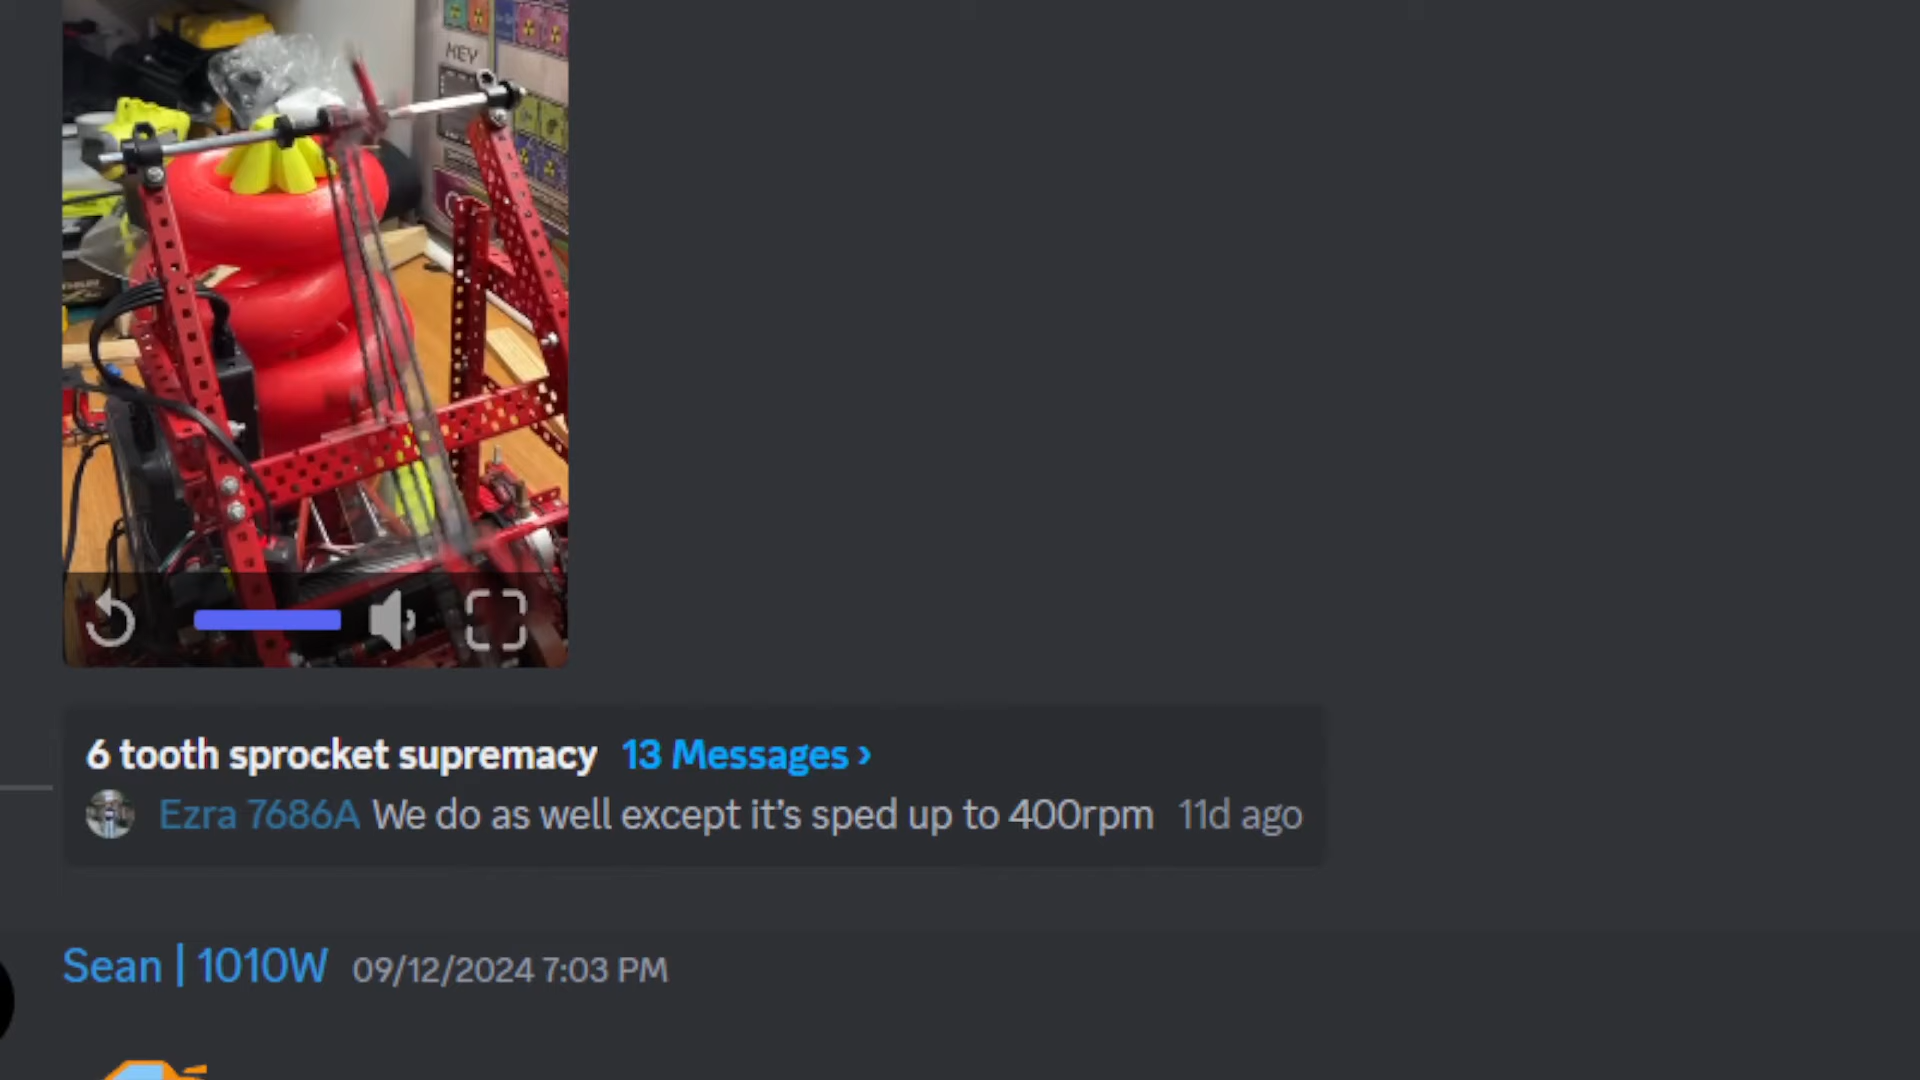 KEY
6 tooth sprocket supremacy 13 Messages ›
Ezra 7686A We do as well except it's sped up to 400rpm 11d ago
Sean | 1010W 09/12/2024 7:03 PM